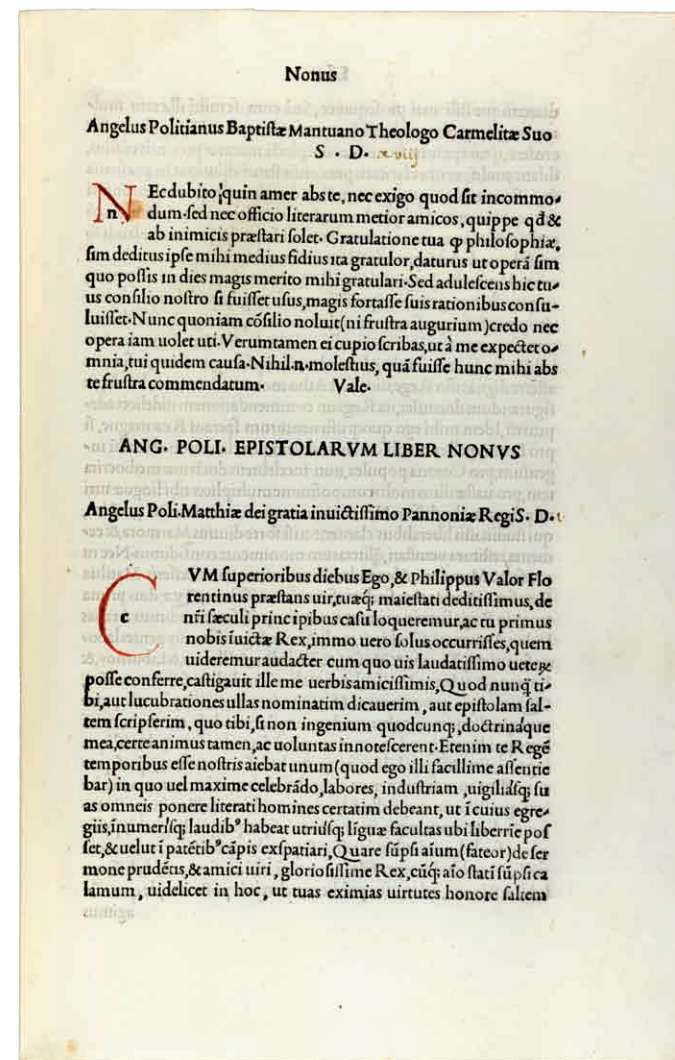 Nonus
Angelus Politianus Baptiſtæ Mantuano Theologo Carmelitæ Suo
S . D. xviij
NEc dubito quin amer abs te, nec exigo quod ſit incommo⸗
n dum.ſed nec officio literarum metior amicos, quippe qđ &
ab inimicis præſtari ſolet. Gratulatione tua ꝙ philoſophiæ,
ſim deditus ipſe mihi medius fidius ita gratulor, daturus ut operā ſim
quo poſſis in dies magis merito mihi gratulari. Sed aduleſcens hic tu⸗
us conſilio noſtro ſi fuiſſet uſus, magis fortaſſe ſuis rationibus conſu⸗
luiſſet. Nunc quoniam cōſilio noluit (ni fruſtra augurium) credo nec
opera iam uolet uti. Verumtamen ei cupio ſcribas, ut à me expectet o⸗
mnia, tui quidem cauſa. Nihil .n. moleſtius, quā fuiſſe hunc mihi abs
te fruſtra commendatum. Vale.
ANG. POLI. EPISTOLARVM LIBER NONVS
Angelus Poli. Matthiæ dei gratia inuictiſſimo Pannoniæ Regi S. D.
CVM ſuperioribus diebus Ego, & Philippus Valor Flo
rentinus præſtans uir, tuæq; maieſtati deditiſſimus, de
c nr̄i ſæculi principibus caſu loqueremur, ac tu primus
nobis īuictæ Rex, immo uero ſolus occurriſſes, quem
uideremur audacter cum quo uis laudatiſſimo ueteꝝ
poſſe conferre, caſtigauit ille me uerbis amiciſſimis, Quod nunq̄ ti⸗
bi, aut lucubrationes ullas nominatim dicauerim, aut epiſtolam ſal⸗
tem ſcripſerim, quo tibi, ſi non ingenium quodcunq;, doctrináque
mea, certe animus tamen, ac uoluntas innoteſcerent. Etenim te Regē
temporibus eſſe noſtris aiebat unum (quod ego illi facillime aſſentie
bar) in quo uel maxime celebrādo, labores, induſtriam, uigiliáſq; ſu
as omneis ponere literati homines certatim debeant, ut ī cuius egre⸗
giis, īnumeriſq; laudibꝰ habeat utriuſq; līguæ facultas ubi liberrīe poſ
ſet, & uelut ī patētibꝰ cāpis exſpatiari, Quare ſūpſi aīum (fateor) de ſer
mone prudētis, & amici uiri, glorioſiſſime Rex, cūq; aīo ſtatī ſūpſi ca
lamum, uidelicet in hoc, ut tuas eximias uirtutes honore ſaltem